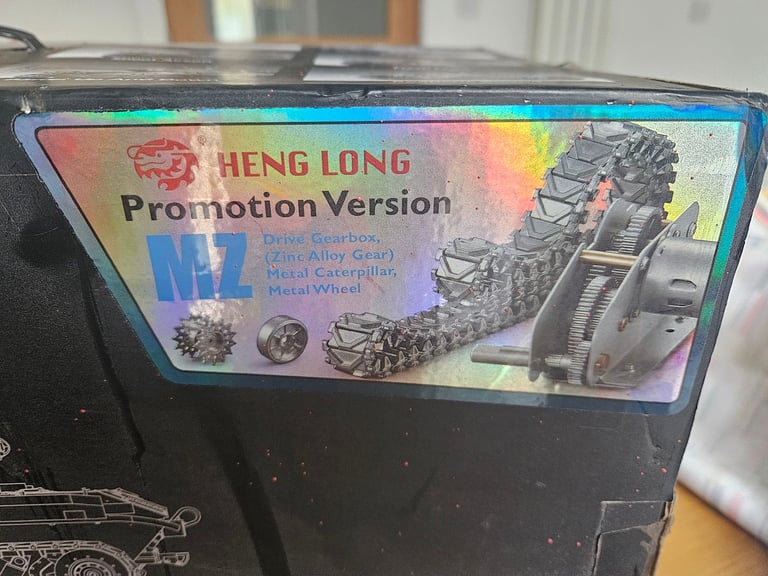 HENG LONG
Promotion Version
MZ
Drive Gearbox,
(Zinc Alloy Gear)
Metal Caterpillar,
Metal Wheel